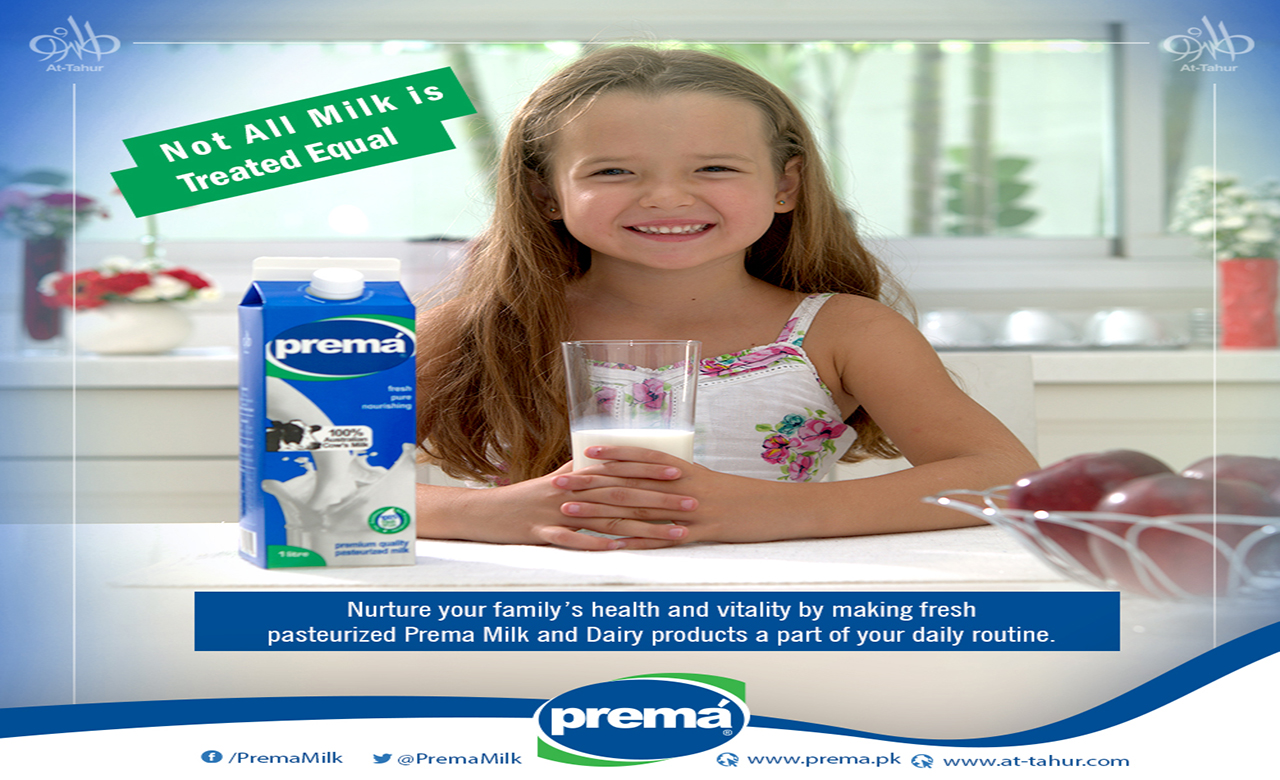 طاهر
At-Tahur
طاهر
At-Tahur
Not All Milk is
Treated Equal
premá
fresh
pure
nourishing
100%
Australian
Cow's Milk
premium quality
pasteurized milk
1 litre
Nurture your family's health and vitality by making fresh
pasteurized Prema Milk and Dairy products a part of your daily routine.
premá®
/PremaMilk @PremaMilk www.prema.pk www.at-tahur.com